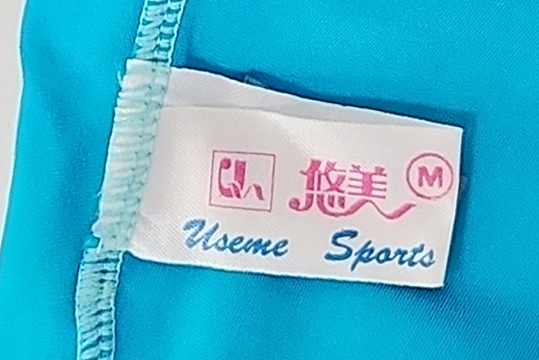 悠美 M
Useme Sports